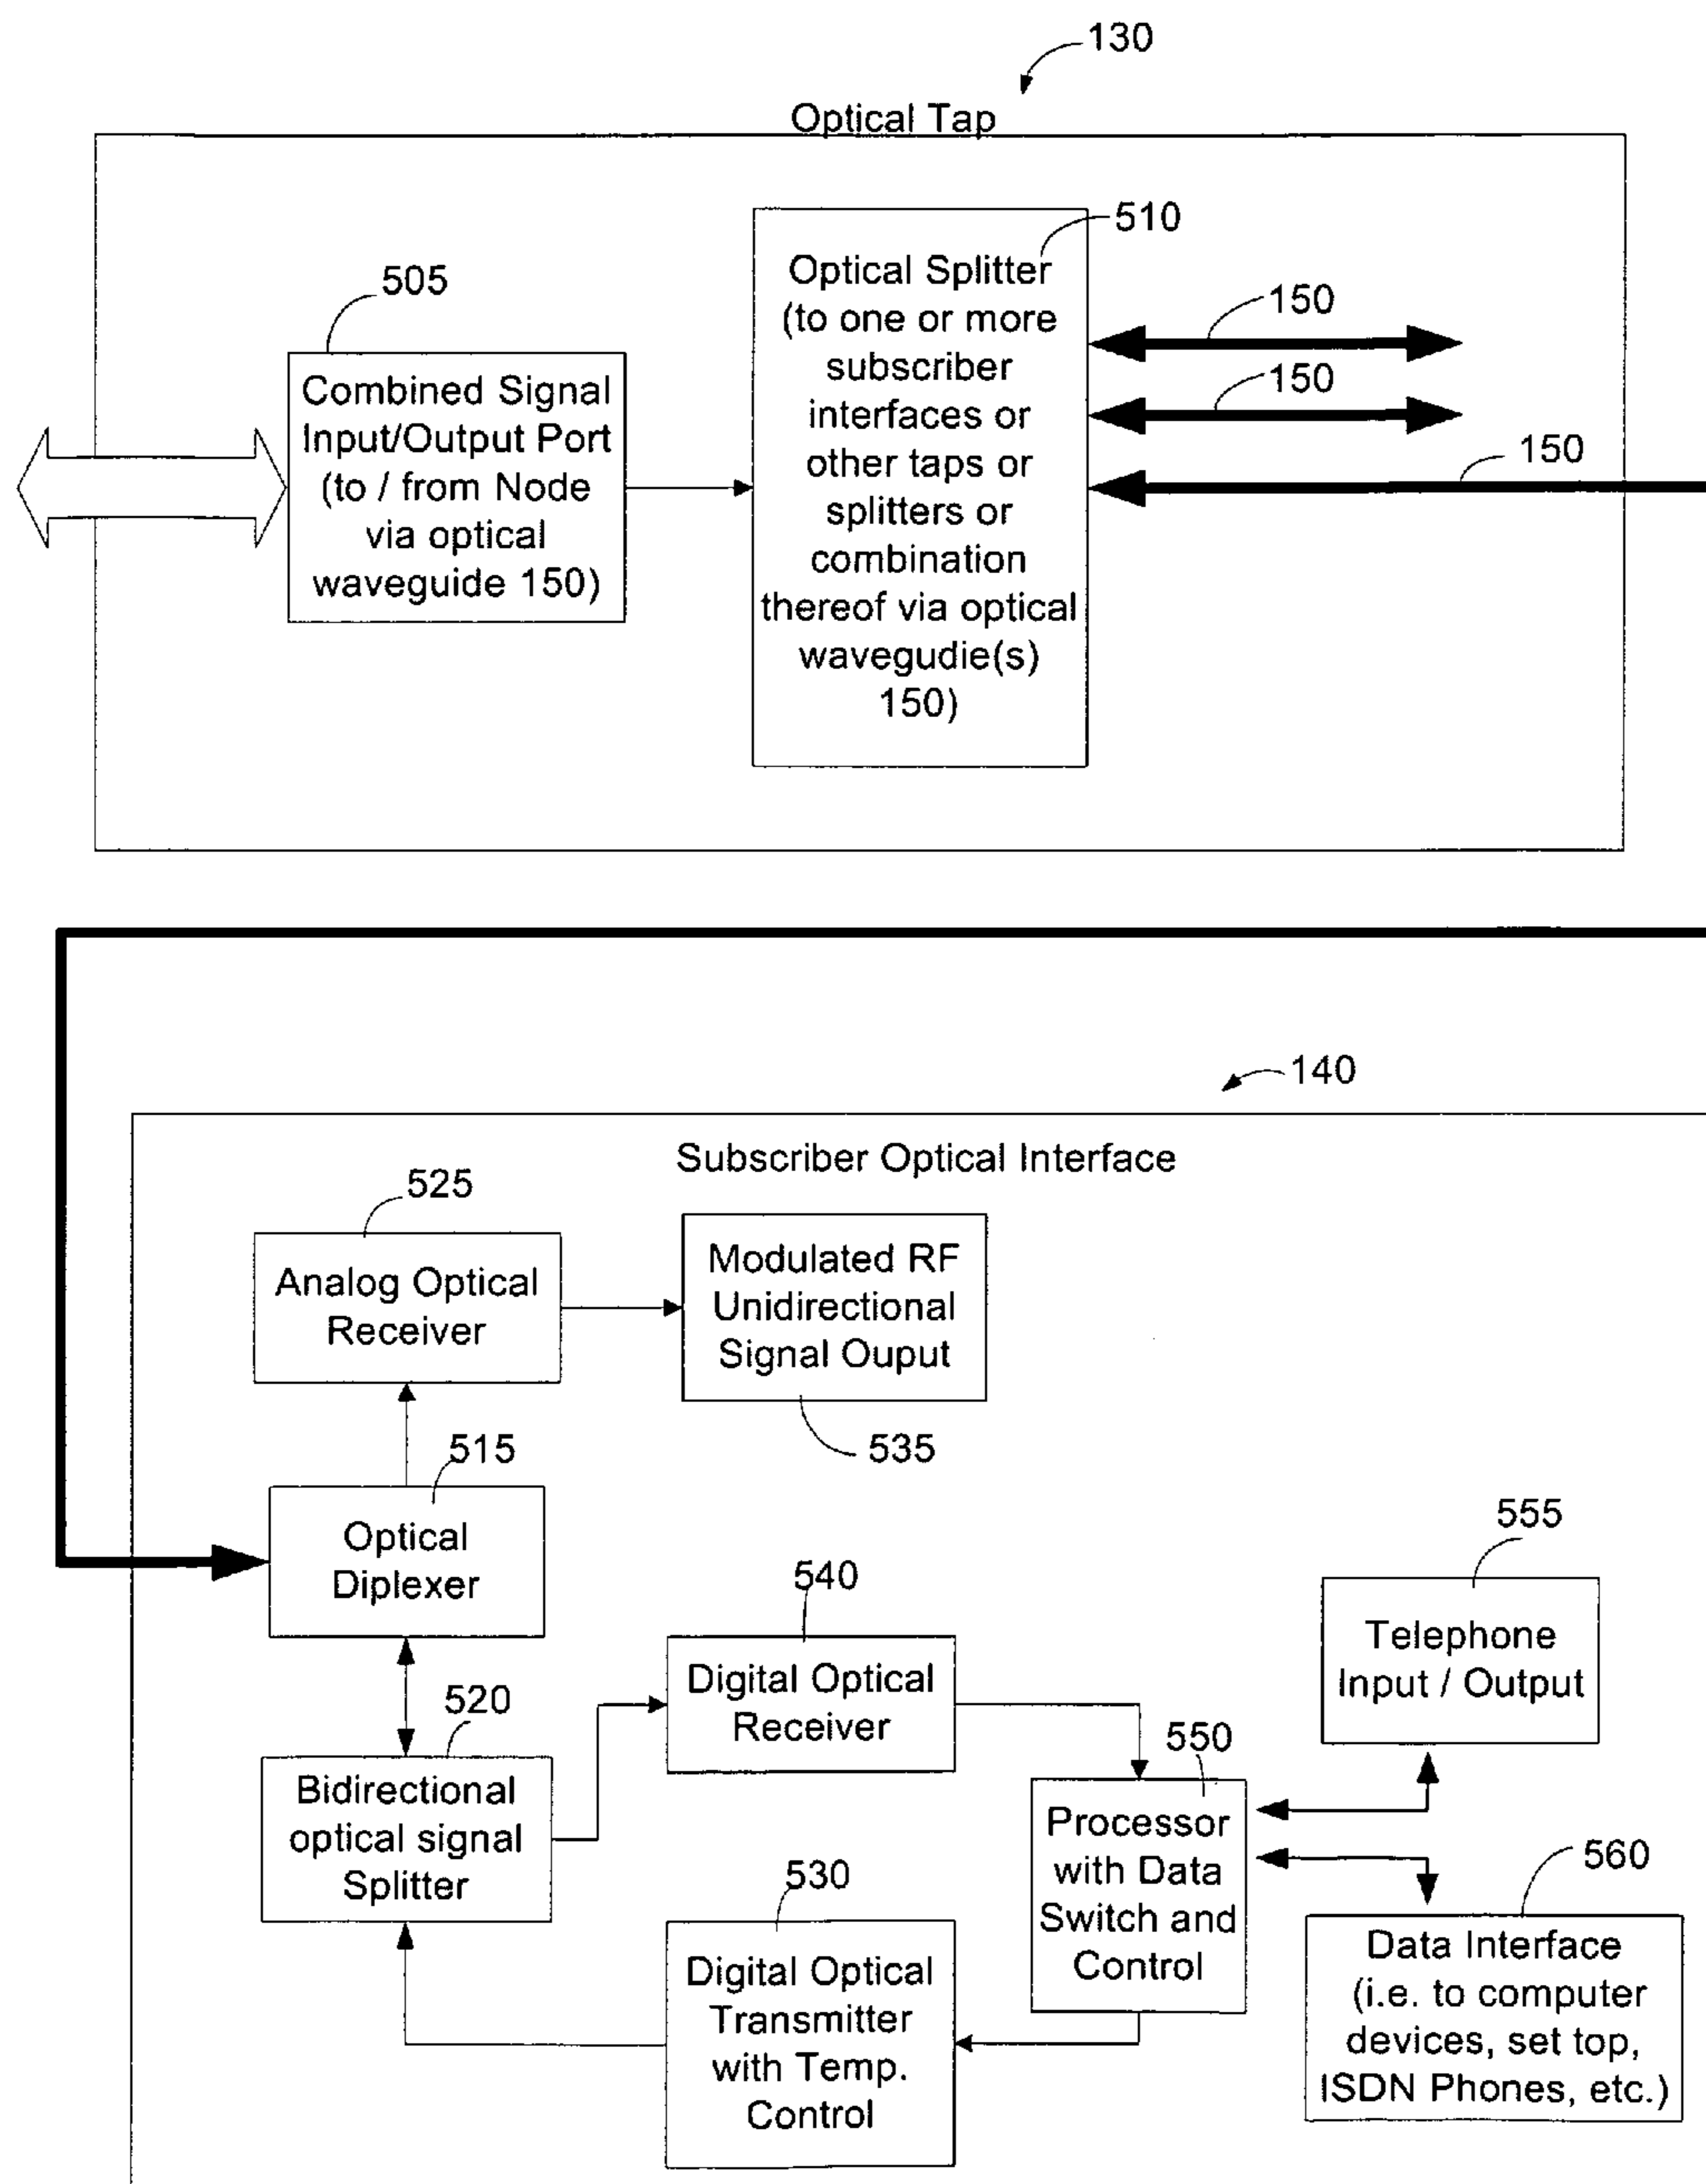 130
Optical Tap
510
505
Optical Splitter
(to one or more
subscriber
interfaces or
other taps or
splitters or
combination
thereof via optical
wavegudie(s)
150)
150
150
150
Combined Signal
Input/Output Port
(to / from Node
via optical
waveguide 150)
140
Subscriber Optical Interface
525
Analog Optical
Receiver
Modulated RF
Unidirectional
Signal Ouput
535
515
Optical
Diplexer
540
Digital Optical
Receiver
555
Telephone
Input / Output
520
Bidirectional
optical signal
Splitter
550
Processor
with Data
Switch and
Control
530
Digital Optical
Transmitter
with Temp.
Control
560
Data Interface
(i.e. to computer
devices, set top,
ISDN Phones, etc.)